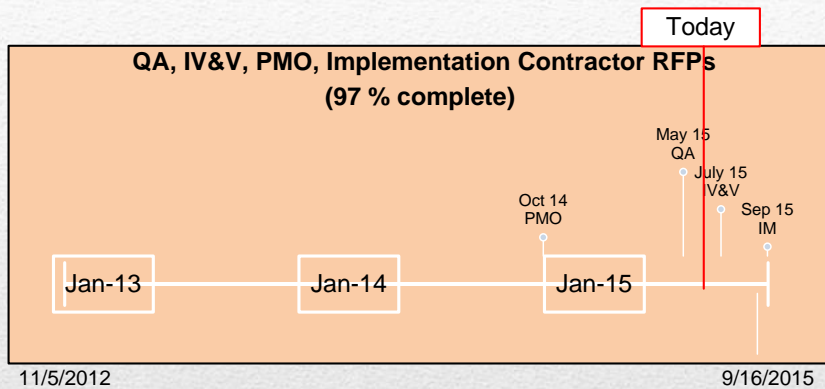 Today
QA, IV&V, PMO, Implementation Contractor RFPs
(97 % complete)
May 15
QA
July 15
IV&V
Oct 14
PMO
Sep 15
IM
Jan-13
Jan-14
Jan-15
11/5/2012
9/16/2015